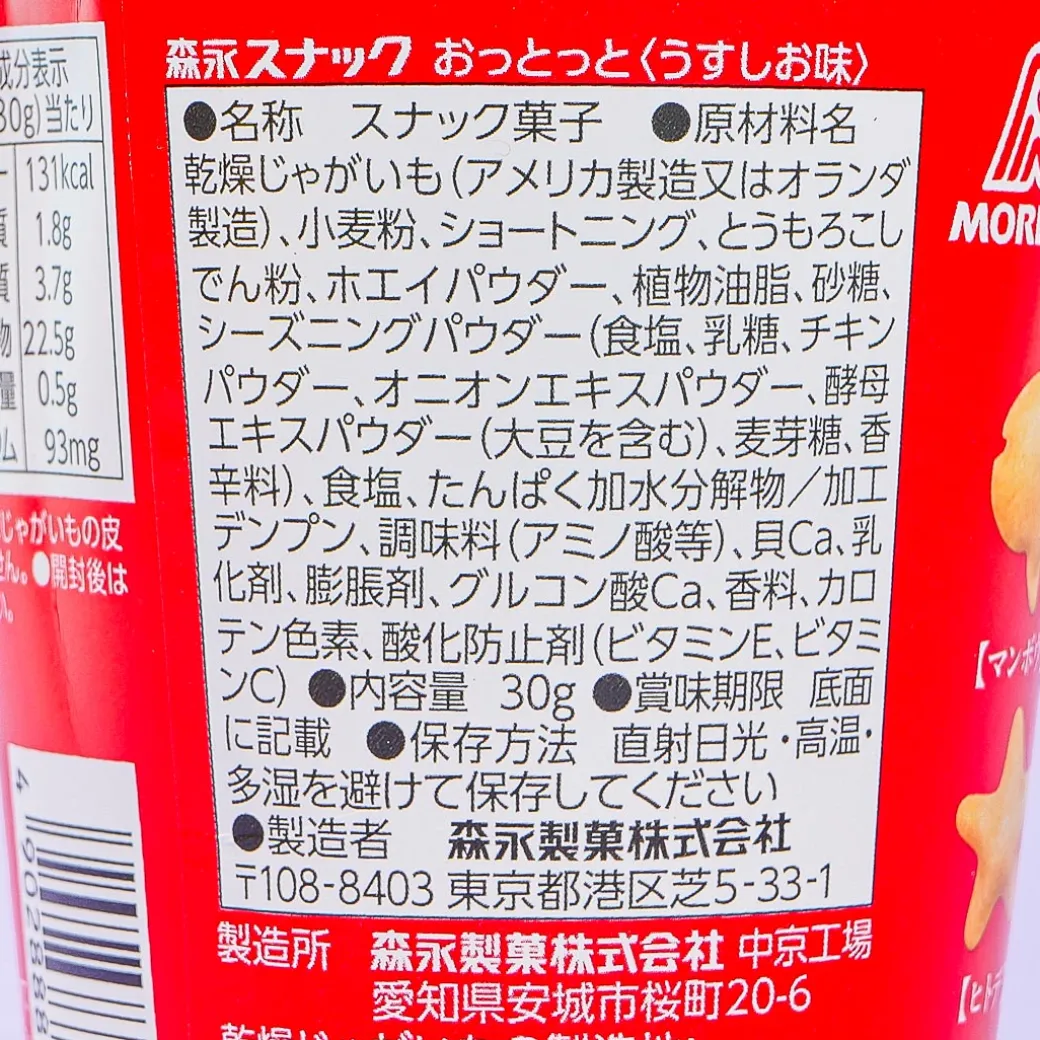 森永スナック おっとっと〈うすしお味〉
●名称 スナック菓子 ●原材料名
乾燥じゃがいも(アメリカ製造又はオランダ
製造)、小麦粉、ショートニング、とうもろこし
でん粉、ホエイパウダー、植物油脂、砂糖、
シーズニングパウダー(食塩、乳糖、チキン
パウダー、オニオンエキスパウダー、酵母
エキスパウダー(大豆を含む)、麦芽糖、香
辛料)、食塩、たんぱく加水分解物/加工
デンプン、調味料(アミノ酸等)、貝Ca、乳
化剤、膨脹剤、グルコン酸Ca、香料、カロ
テン色素、酸化防止剤(ビタミンE、ビタミ
ンC) ●内容量 30g ●賞味期限 底面
に記載 ●保存方法 直射日光・高温・
多湿を避けて保存してください
●製造者 森永製菓株式会社
〒108-8403 東京都港区芝5-33-1
製造所 森永製菓株式会社 中京工場
愛知県安城市桜町20-6
成分表示
30g)当たり
ー 131kcal
質 1.8g
質 3.7g
物 22.5g
量 0.5g
ム 93mg
じゃがいもの皮
せん。●開封後は
い。
4 902888
MORI
【マンボウ
【ヒトデ